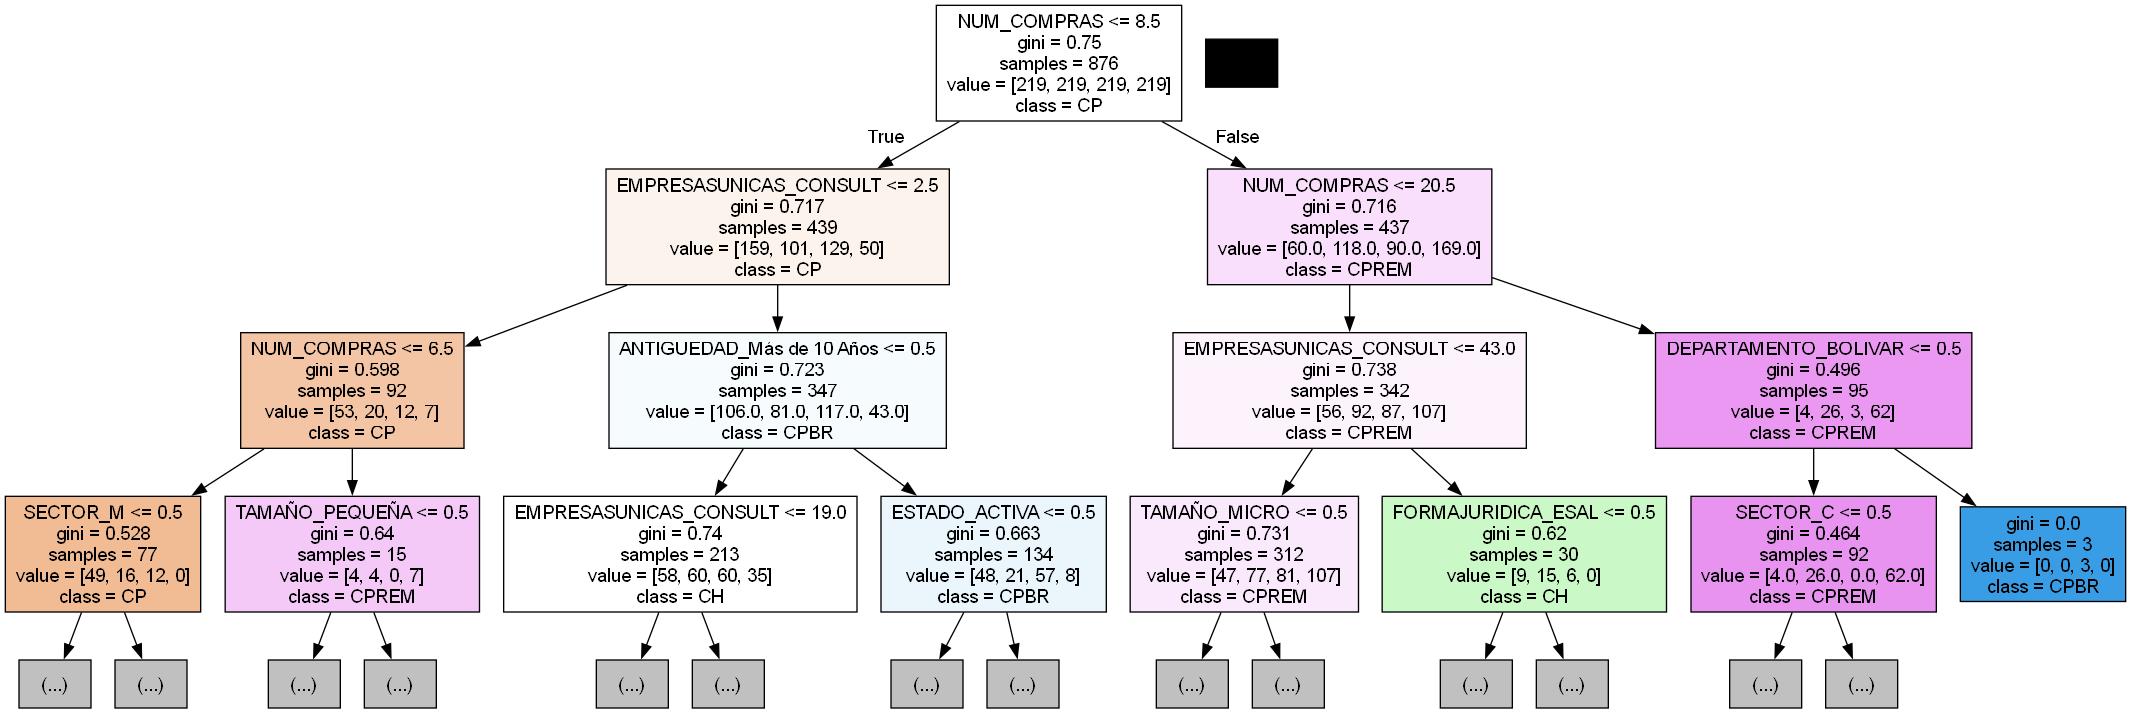 NUM_COMPRAS <= 8.5
gini = 0.75
samples = 876
value = [219, 219, 219, 219]
class = CP
True
False
EMPRESASUNICAS_CONSULT <= 2.5
gini = 0.717
samples = 439
value = [159, 101, 129, 50]
class = CP
NUM_COMPRAS <= 20.5
gini = 0.716
samples = 437
value = [60.0, 118.0, 90.0, 169.0]
class = CPREM
NUM_COMPRAS <= 6.5
gini = 0.598
samples = 92
value = [53, 20, 12, 7]
class = CP
ANTIGUEDAD_Más de 10 Años <= 0.5
gini = 0.723
samples = 347
value = [106.0, 81.0, 117.0, 43.0]
class = CPBR
EMPRESASUNICAS_CONSULT <= 43.0
gini = 0.738
samples = 342
value = [56, 92, 87, 107]
class = CPREM
DEPARTAMENTO_BOLIVAR <= 0.5
gini = 0.496
samples = 95
value = [4, 26, 3, 62]
class = CPREM
SECTOR_M <= 0.5
gini = 0.528
samples = 77
value = [49, 16, 12, 0]
class = CP
TAMAÑO_PEQUEÑA <= 0.5
gini = 0.64
samples = 15
value = [4, 4, 0, 7]
class = CPREM
EMPRESASUNICAS_CONSULT <= 19.0
gini = 0.74
samples = 213
value = [58, 60, 60, 35]
class = CH
ESTADO_ACTIVA <= 0.5
gini = 0.663
samples = 134
value = [48, 21, 57, 8]
class = CPBR
TAMAÑO_MICRO <= 0.5
gini = 0.731
samples = 312
value = [47, 77, 81, 107]
class = CPREM
FORMAJURIDICA_ESAL <= 0.5
gini = 0.62
samples = 30
value = [9, 15, 6, 0]
class = CH
SECTOR_C <= 0.5
gini = 0.464
samples = 92
value = [4.0, 26.0, 0.0, 62.0]
class = CPREM
gini = 0.0
samples = 3
value = [0, 0, 3, 0]
class = CPBR
(...)
(...)
(...)
(...)
(...)
(...)
(...)
(...)
(...)
(...)
(...)
(...)
(...)
(...)